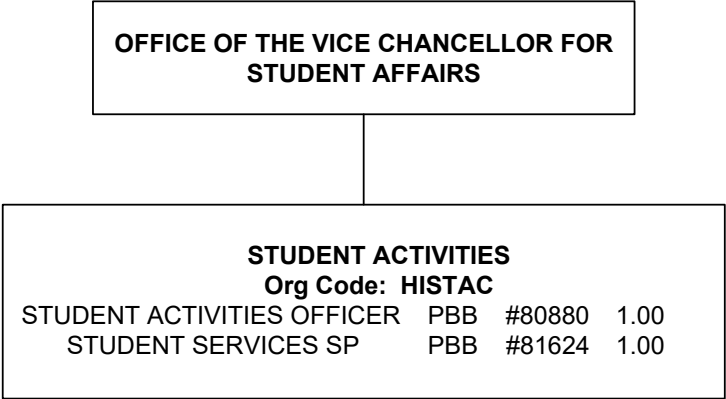 OFFICE OF THE VICE CHANCELLOR FOR
STUDENT AFFAIRS
STUDENT ACTIVITIES
Org Code: HISTAC
STUDENT ACTIVITIES OFFICER PBB #80880 1.00
STUDENT SERVICES SP PBB #81624 1.00